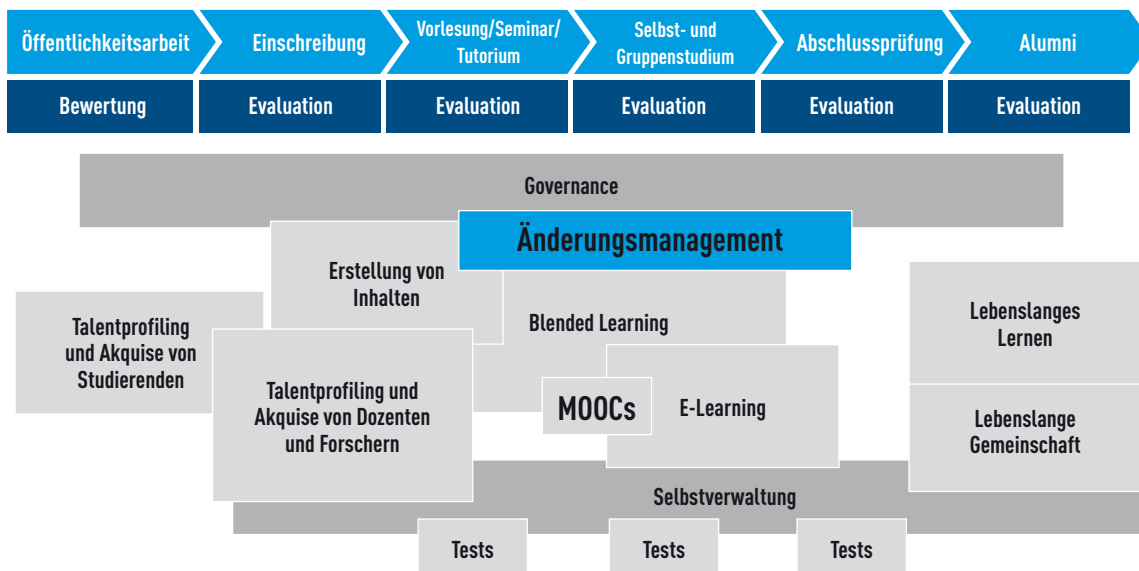 Öffentlichkeitsarbeit
Einschreibung
Vorlesung/Seminar/
Tutorium
Selbst- und
Gruppenstudium
Abschlussprüfung
Alumni
Bewertung
Evaluation
Evaluation
Evaluation
Evaluation
Evaluation
Governance
Änderungsmanagement
Erstellung von
Inhalten
Blended Learning
Talentprofiling
und Akquise von
Studierenden
Talentprofiling und
Akquise von Dozenten
und Forschern
MOOCs
E-Learning
Lebenslanges
Lernen
Lebenslange
Gemeinschaft
Selbstverwaltung
Tests
Tests
Tests